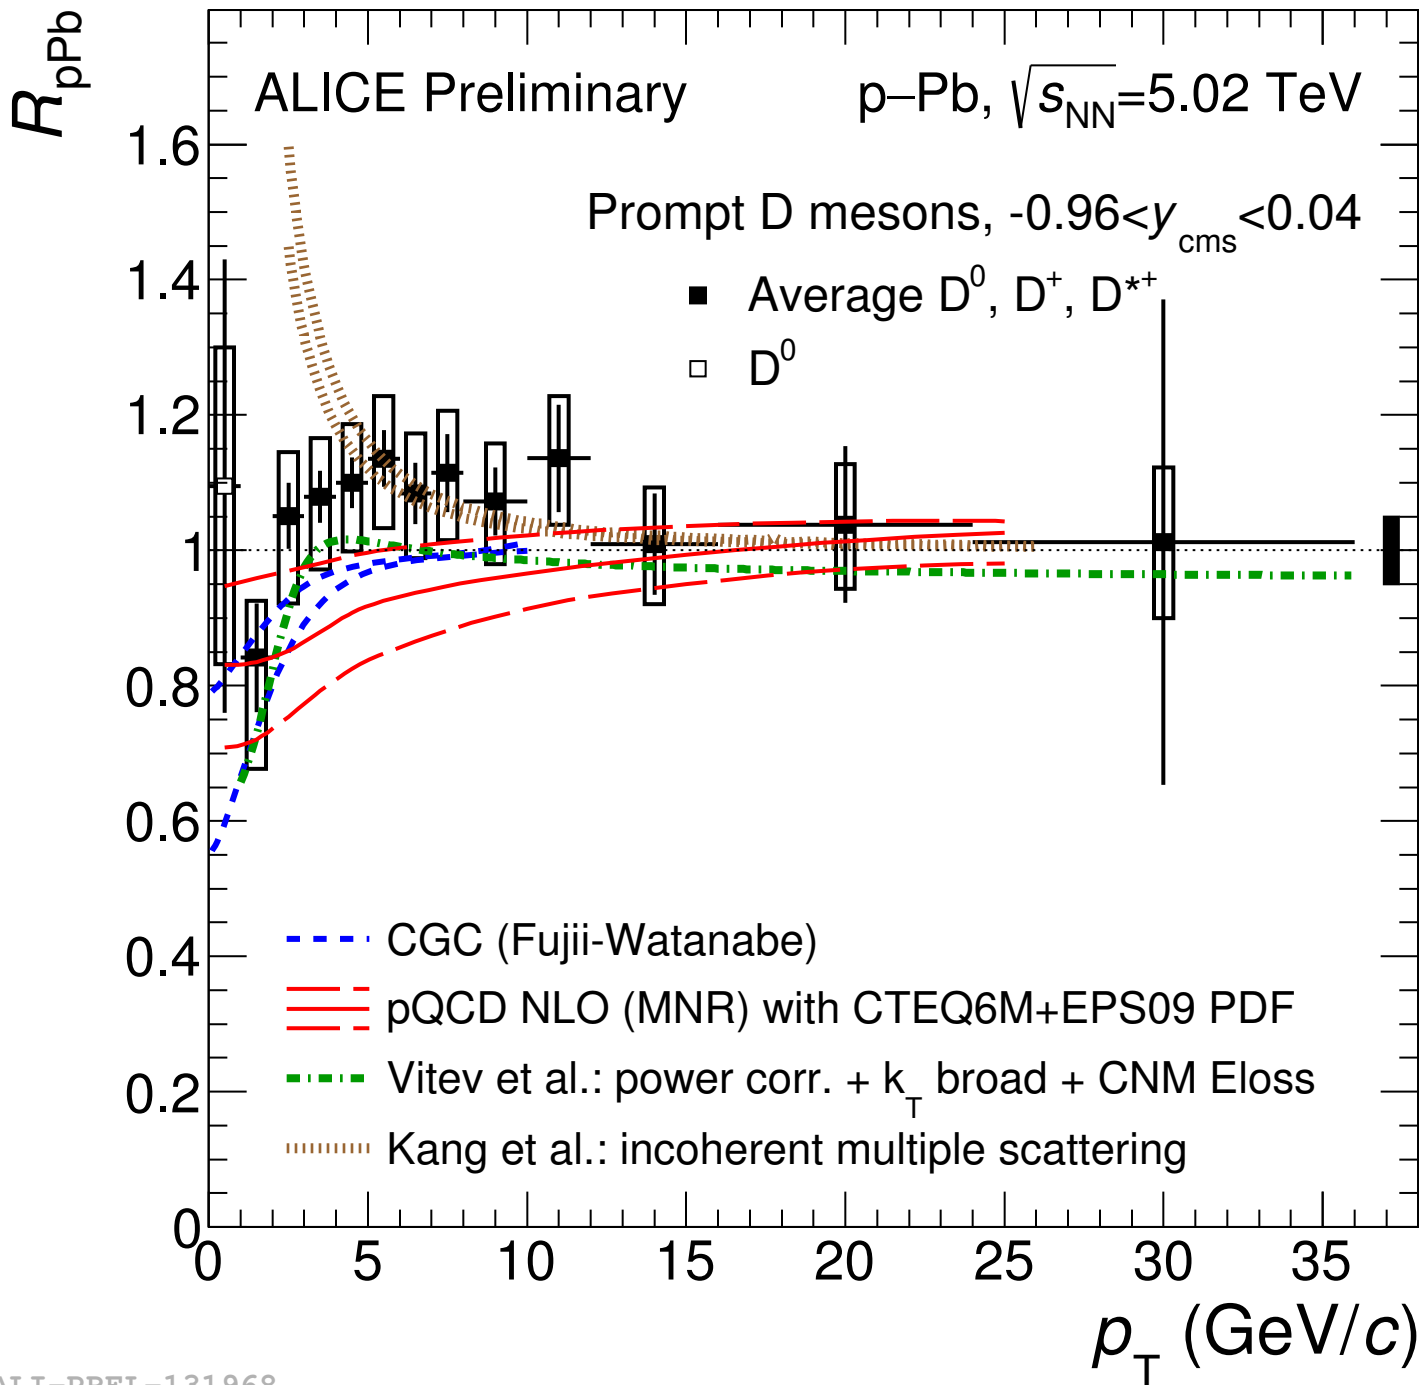 R_pPb
ALICE Preliminary
p–Pb, √s_NN=5.02 TeV
Prompt D mesons, -0.96<y_cms<0.04
Average D⁰, D⁺, D*⁺
D⁰
1.6
1.4
1.2
1
0.8
0.6
0.4
0.2
0
CGC (Fujii-Watanabe)
pQCD NLO (MNR) with CTEQ6M+EPS09 PDF
Vitev et al.: power corr. + k_T broad + CNM Eloss
Kang et al.: incoherent multiple scattering
0 5 10 15 20 25 30 35
p_T (GeV/c)
ALI-PREL-131968